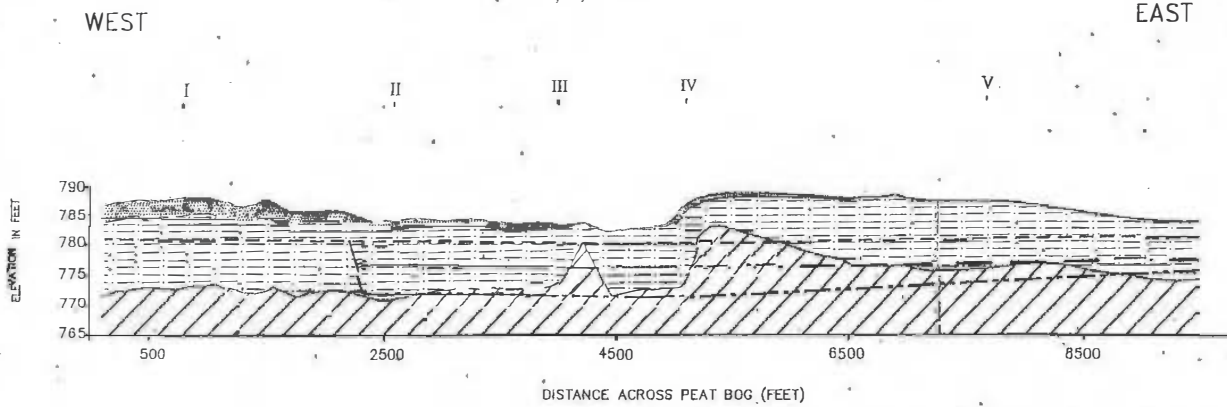 WEST
EAST
I
II
III
IV
V
790
785
780
775
770
765
ELEVATION IN FEET
500
2500
4500
6500
8500
DISTANCE ACROSS PEAT BOG (FEET)